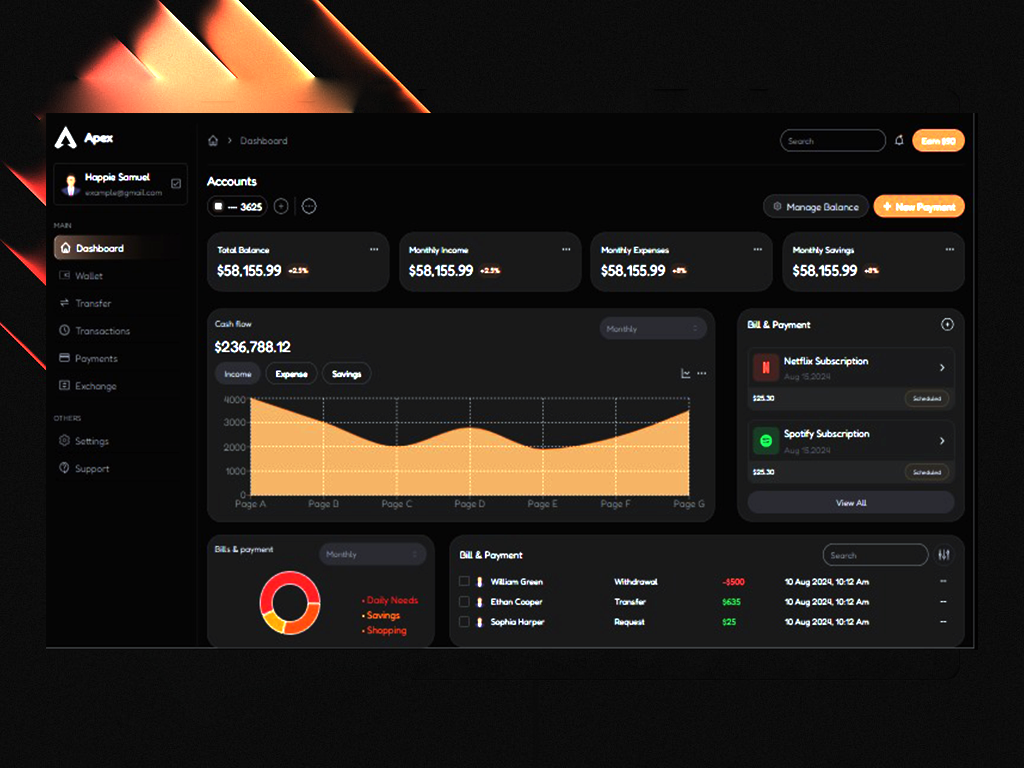 Apex
Dashboard
Search
Earn $50
Happie Samuel
example@gmail.com
MAIN
Dashboard
Wallet
Transfer
Transactions
Payments
Exchange
OTHERS
Settings
Support
Accounts
3625
Manage Balance
New Payment
Total Balance
$58,155.99 +2.5%
Monthly Income
$58,155.99 +2.5%
Monthly Expenses
$58,155.99 +8%
Monthly Savings
$58,155.99 +8%
Cash flow
Monthly
$236,788.12
Income Expense Savings
4000
3000
2000
1000
0
Page A Page B Page C Page D Page E Page F Page G
Bill & Payment
Netflix Subscription
Aug 15,2024
$25.30 Scheduled
Spotify Subscription
Aug 15,2024
$25.30 Scheduled
View All
Bills & payment
Monthly
• Daily Needs
• Savings
• Shopping
Bill & Payment
Search
William Green Withdrawal -$500 10 Aug 2024, 10:12 Am
Ethan Cooper Transfer $635 10 Aug 2024, 10:12 Am
Sophia Harper Request $25 10 Aug 2024, 10:12 Am